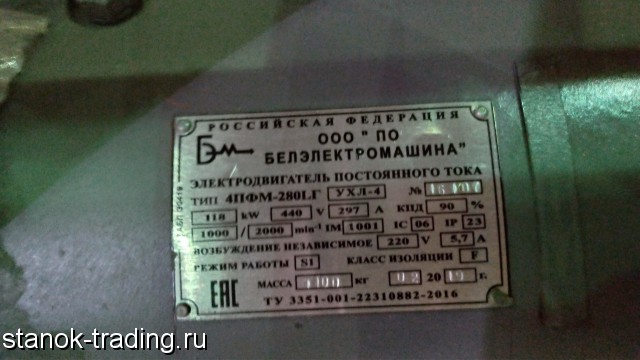 РОССИЙСКАЯ ФЕДЕРАЦИЯ
БЭМ
ООО "ПО
БЕЛЭЛЕКТРОМАШИНА"
ЭЛЕКТРОДВИГАТЕЛЬ ПОСТОЯННОГО ТОКА
ТИП 4ПФМ-280LГ УХЛ-4 №
118 kW 440 V 297 A КПД 90 %
1000 / 2000 min⁻¹ IM 1001 IC 06 IP 23
ВОЗБУЖДЕНИЕ НЕЗАВИСИМОЕ 220 V 5,7 A
РЕЖИМ РАБОТЫ S1 КЛАСС ИЗОЛЯЦИИ F
EAC МАССА кг 20 г.
ТУ 3351-001-22310882-2016
stanok-trading.ru